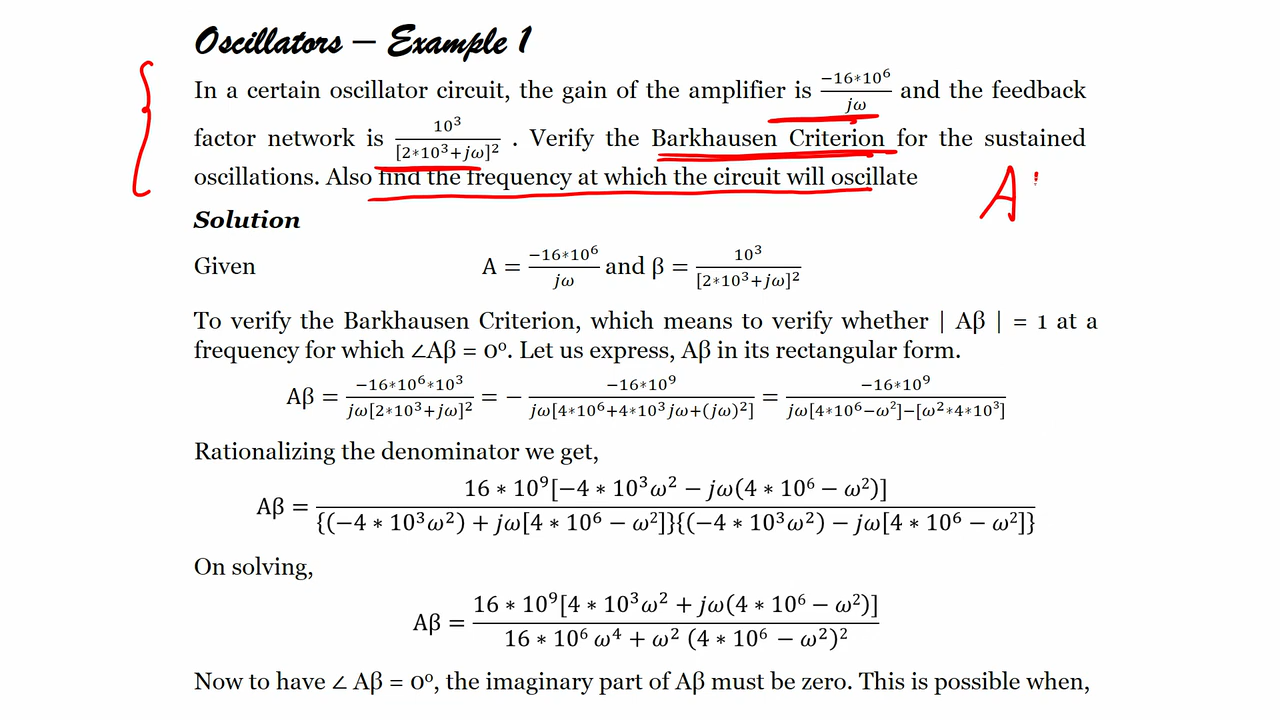 Oscillators – Example 1
In a certain oscillator circuit, the gain of the amplifier is −16∗10⁶/jω and the feedback
factor network is 10³/[2∗10³+jω]² . Verify the Barkhausen Criterion for the sustained
oscillations. Also find the frequency at which the circuit will oscillate
A
Solution
Given A = −16∗10⁶/jω and β = 10³/[2∗10³+jω]²
To verify the Barkhausen Criterion, which means to verify whether | Aβ | = 1 at a
frequency for which ∠Aβ = 0⁰. Let us express, Aβ in its rectangular form.
Aβ = −16∗10⁶∗10³/jω[2∗10³+jω]² = − −16∗10⁹/jω[4∗10⁶+4∗10³jω+(jω)²] = −16∗10⁹/jω[4∗10⁶−ω²]−[ω²∗4∗10³]
Rationalizing the denominator we get,
Aβ = 16 ∗ 10⁹[−4 ∗ 10³ω² − jω(4 ∗ 10⁶ − ω²)]/{(−4 ∗ 10³ω²) + jω[4 ∗ 10⁶ − ω²]}{(−4 ∗ 10³ω²) − jω[4 ∗ 10⁶ − ω²]}
On solving,
Aβ = 16 ∗ 10⁹[4 ∗ 10³ω² + jω(4 ∗ 10⁶ − ω²)]/16 ∗ 10⁶ ω⁴ + ω² (4 ∗ 10⁶ − ω²)²
Now to have ∠ Aβ = 0⁰, the imaginary part of Aβ must be zero. This is possible when,